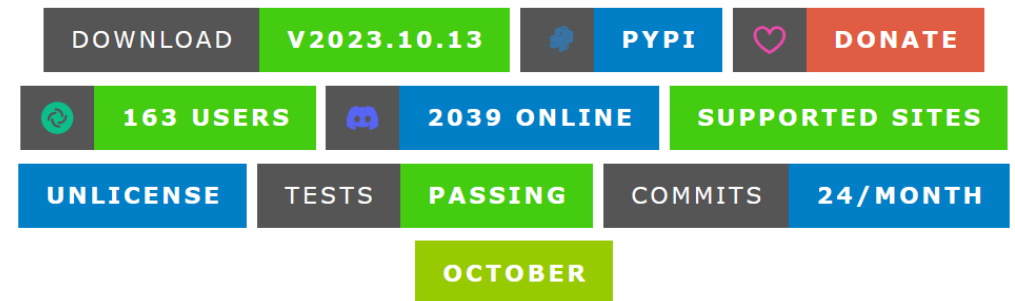 DOWNLOAD V2023.10.13 PYPI DONATE
163 USERS 2039 ONLINE SUPPORTED SITES
UNLICENSE TESTS PASSING COMMITS 24/MONTH
OCTOBER